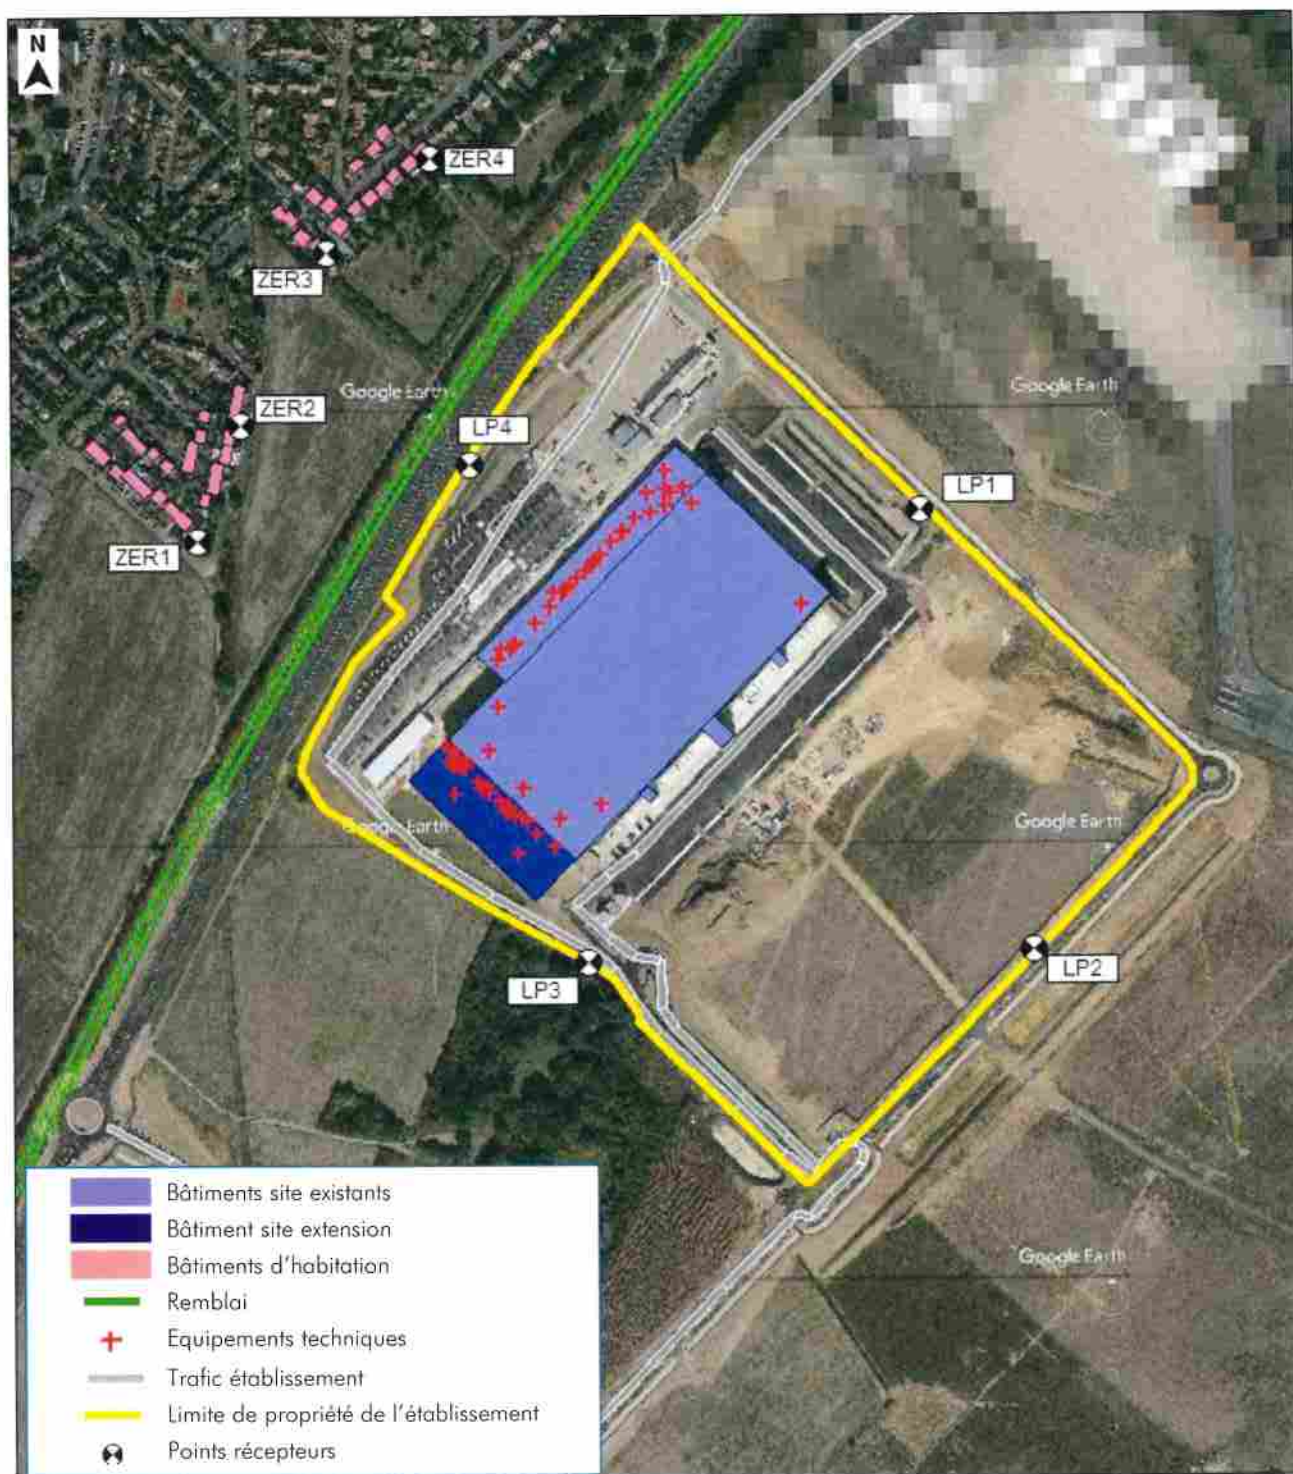 N
ZER4
ZER3
Google Earth
Google Earth
ZER2
LP4
LP1
ZER1
Google Earth
Google Earth
LP3
LP2
Google Earth
Bâtiments site existants
Bâtiment site extension
Bâtiments d'habitation
Remblai
Equipements techniques
Trafic établissement
Limite de propriété de l'établissement
Points récepteurs